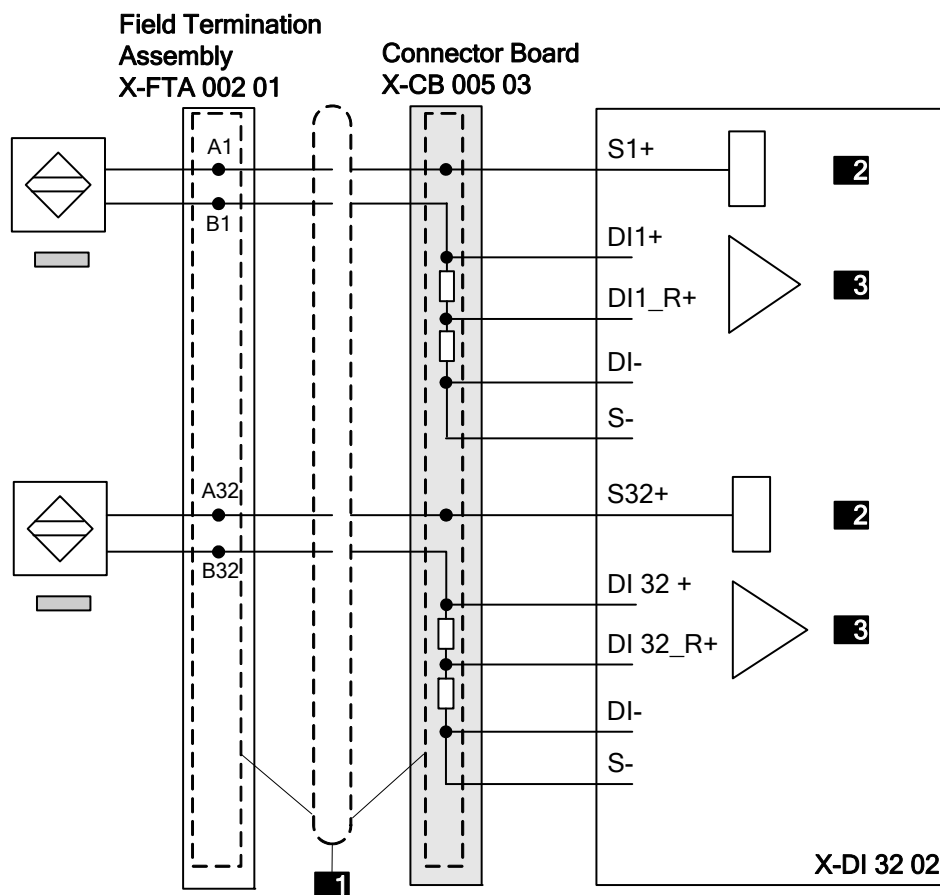 Field Termination
Assembly
X-FTA 002 01
Connector Board
X-CB 005 03
A1
B1
S1+
2
DI1+
3
DI1_R+
DI-
S-
A32
B32
S32+
2
DI 32 +
3
DI 32_R+
DI-
S-
X-DI 32 02
1